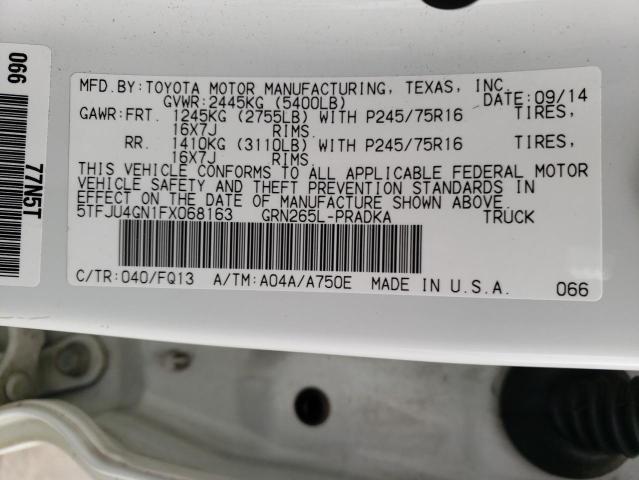 MFD.BY:TOYOTA MOTOR MANUFACTURING, TEXAS, INC.
GVWR:2445KG (5400LB) DATE:09/14
GAWR:FRT. 1245KG (2755LB) WITH P245/75R16 TIRES,
16X7J RIMS.
RR. 1410KG (3110LB) WITH P245/75R16 TIRES,
16X7J RIMS.
THIS VEHICLE CONFORMS TO ALL APPLICABLE FEDERAL MOTOR
VEHICLE SAFETY AND THEFT PREVENTION STANDARDS IN
EFFECT ON THE DATE OF MANUFACTURE SHOWN ABOVE.
5TFJU4GN1FX068163 GRN265L-PRADKA TRUCK
C/TR:040/FQ13 A/TM:A04A/A750E MADE IN U.S.A. 066
066
77N5T